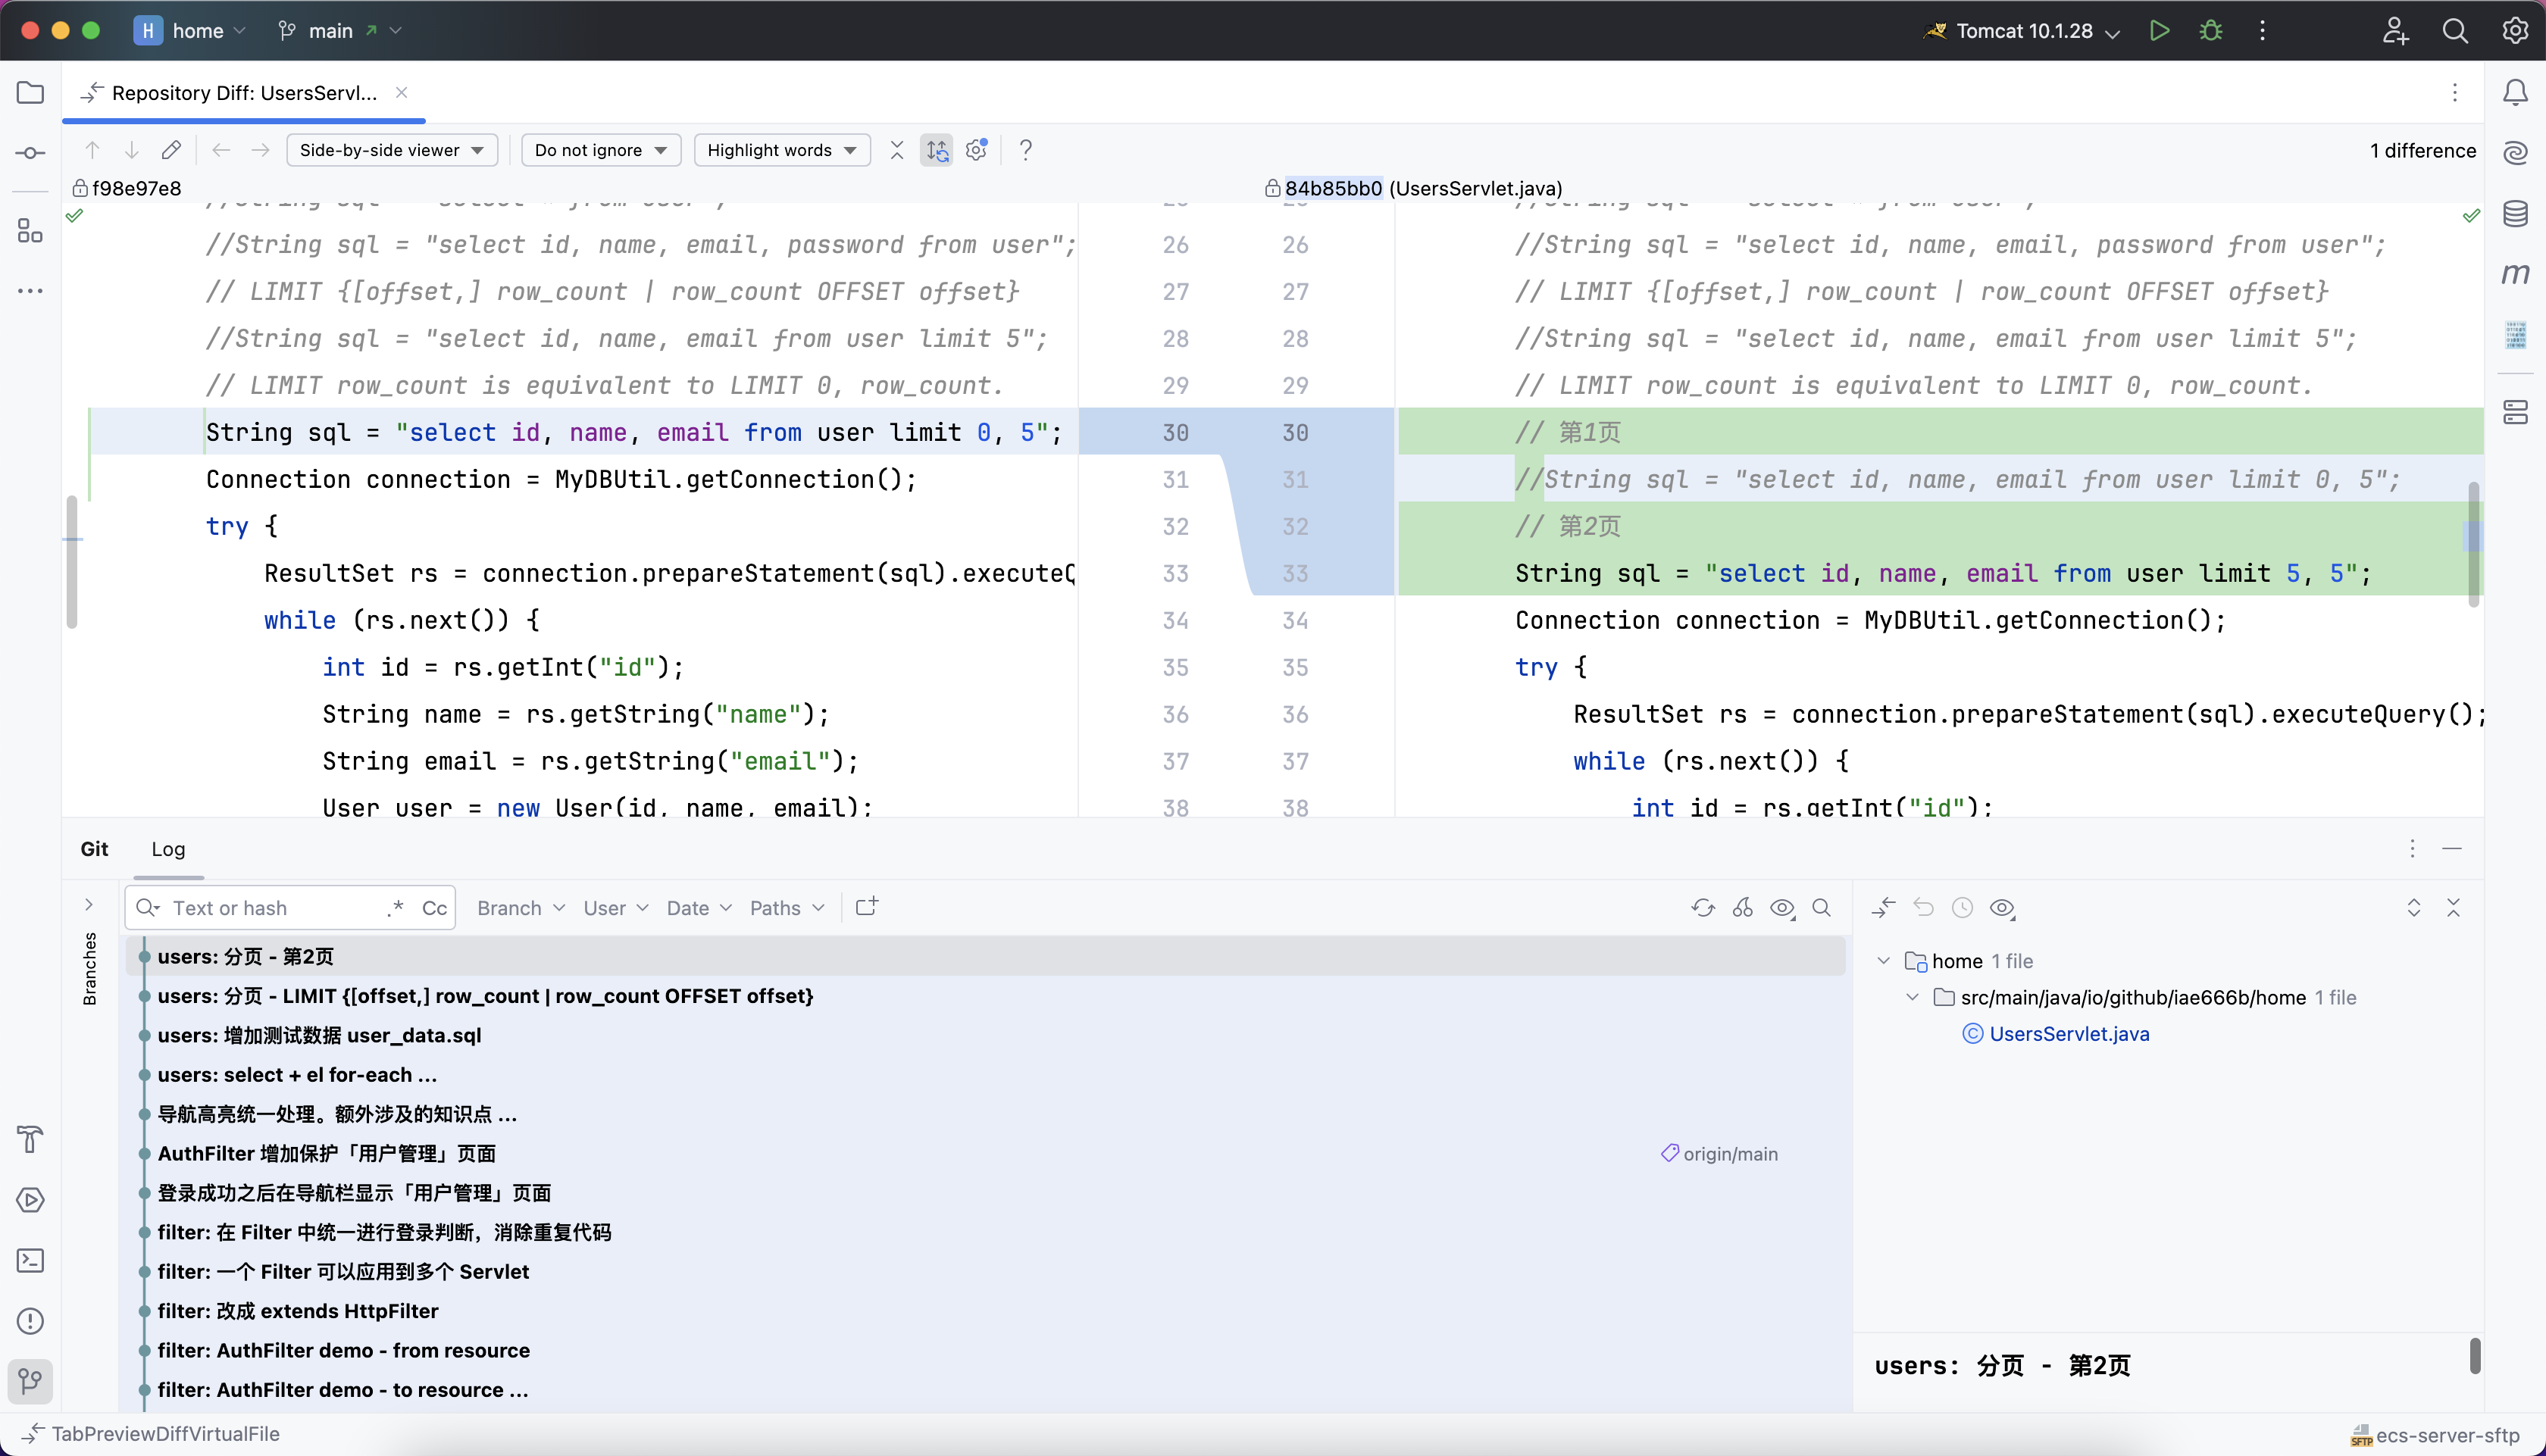 H home main Tomcat 10.1.28
Repository Diff: UsersServl...
Side-by-side viewer Do not ignore Highlight words ? 1 difference
f98e97e8
84b85bb0 (UsersServlet.java)
//String sql = "select id, name, email, password from user"; 26
// LIMIT {[offset,] row_count | row_count OFFSET offset} 27
//String sql = "select id, name, email from user limit 5"; 28
// LIMIT row_count is equivalent to LIMIT 0, row_count. 29
String sql = "select id, name, email from user limit 0, 5"; 30
Connection connection = MyDBUtil.getConnection(); 31
try { 32
ResultSet rs = connection.prepareStatement(sql).executeQ 33
while (rs.next()) { 34
int id = rs.getInt("id"); 35
String name = rs.getString("name"); 36
String email = rs.getString("email"); 37
User user = new User(id, name, email); 38
26 //String sql = "select id, name, email, password from user";
27 // LIMIT {[offset,] row_count | row_count OFFSET offset}
28 //String sql = "select id, name, email from user limit 5";
29 // LIMIT row_count is equivalent to LIMIT 0, row_count.
30 // 第1页
31 //String sql = "select id, name, email from user limit 0, 5";
32 // 第2页
33 String sql = "select id, name, email from user limit 5, 5";
34 Connection connection = MyDBUtil.getConnection();
35 try {
36 ResultSet rs = connection.prepareStatement(sql).executeQuery();
37 while (rs.next()) {
38 int id = rs.getInt("id");
Git Log
Branches
Text or hash .* Cc Branch User Date Paths
users: 分页 - 第2页
users: 分页 - LIMIT {[offset,] row_count | row_count OFFSET offset}
users: 增加测试数据 user_data.sql
users: select + el for-each ...
导航高亮统一处理。额外涉及的知识点 ...
AuthFilter 增加保护「用户管理」页面 origin/main
登录成功之后在导航栏显示「用户管理」页面
filter: 在 Filter 中统一进行登录判断，消除重复代码
filter: 一个 Filter 可以应用到多个 Servlet
filter: 改成 extends HttpFilter
filter: AuthFilter demo - from resource
filter: AuthFilter demo - to resource ...
home 1 file
src/main/java/io/github/iae666b/home 1 file
UsersServlet.java
users: 分页 - 第2页
TabPreviewDiffVirtualFile
SFTP ecs-server-sftp